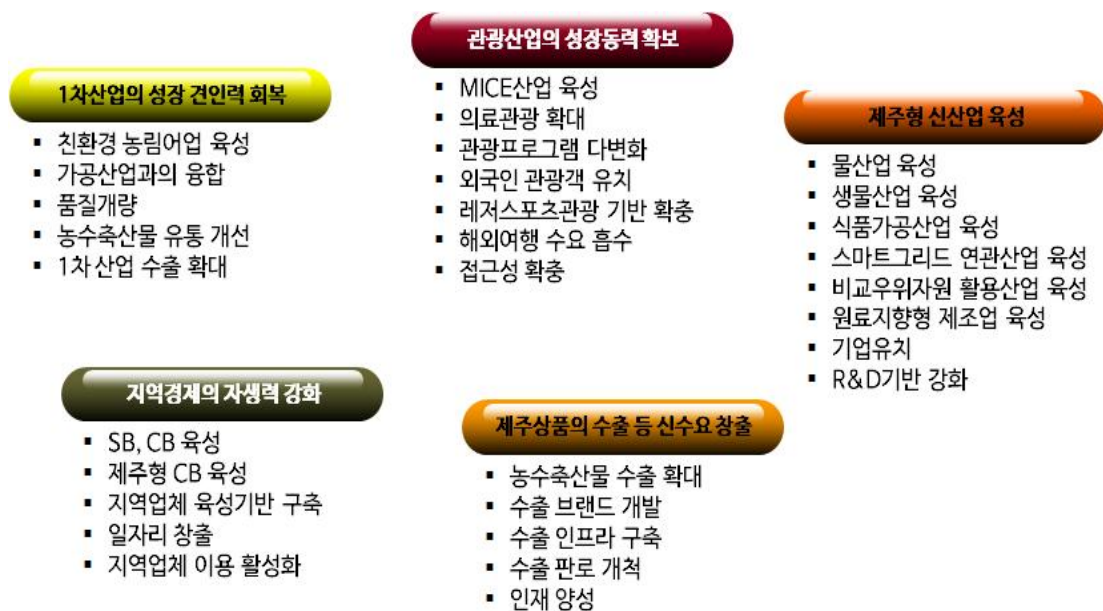 1차산업의 성장 견인력 회복
▪ 친환경 농림어업 육성
▪ 가공산업과의 융합
▪ 품질개량
▪ 농수축산물 유통 개선
▪ 1차 산업 수출 확대
관광산업의 성장동력 확보
▪ MICE산업 육성
▪ 의료관광 확대
▪ 관광프로그램 다변화
▪ 외국인 관광객 유치
▪ 레저스포츠관광 기반 확충
▪ 해외여행 수요 흡수
▪ 접근성 확충
제주형 신산업 육성
▪ 물산업 육성
▪ 생물산업 육성
▪ 식품가공산업 육성
▪ 스마트그리드 연관산업 육성
▪ 비교우위자원 활용산업 육성
▪ 원료지향형 제조업 육성
▪ 기업유치
▪ R&D기반 강화
지역경제의 자생력 강화
▪ SB, CB 육성
▪ 제주형 CB 육성
▪ 지역업체 육성기반 구축
▪ 일자리 창출
▪ 지역업체 이용 활성화
제주상품의 수출 등 신수요 창출
▪ 농수축산물 수출 확대
▪ 수출 브랜드 개발
▪ 수출 인프라 구축
▪ 수출 판로 개척
▪ 인재 양성